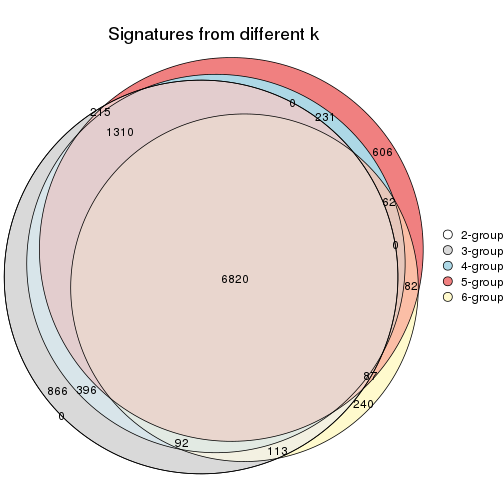 Signatures from different k
215
0
231
1310
606
62
0
6820
82
2-group
3-group
4-group
5-group
6-group
87
866
396
240
0
92
113